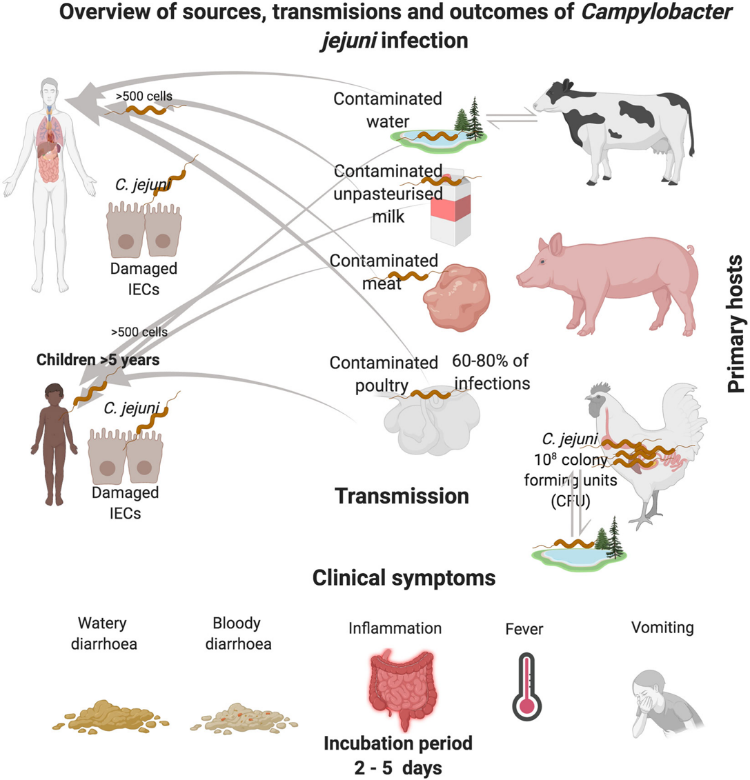 Overview of sources, transmisions and outcomes of Campylobacter
jejuni infection
>500 cells
C. jejuni
Damaged
IECs
Contaminated
water
Contaminated
unpasteurised
milk
Contaminated
meat
Contaminated
poultry
60-80% of
infections
Primary hosts
>500 cells
Children >5 years
C. jejuni
Damaged
IECs
C. jejuni
10⁸ colony
forming units
(CFU)
Transmission
Clinical symptoms
Watery
diarrhoea
Bloody
diarrhoea
Inflammation
Fever
Vomiting
Incubation period
2 - 5 days